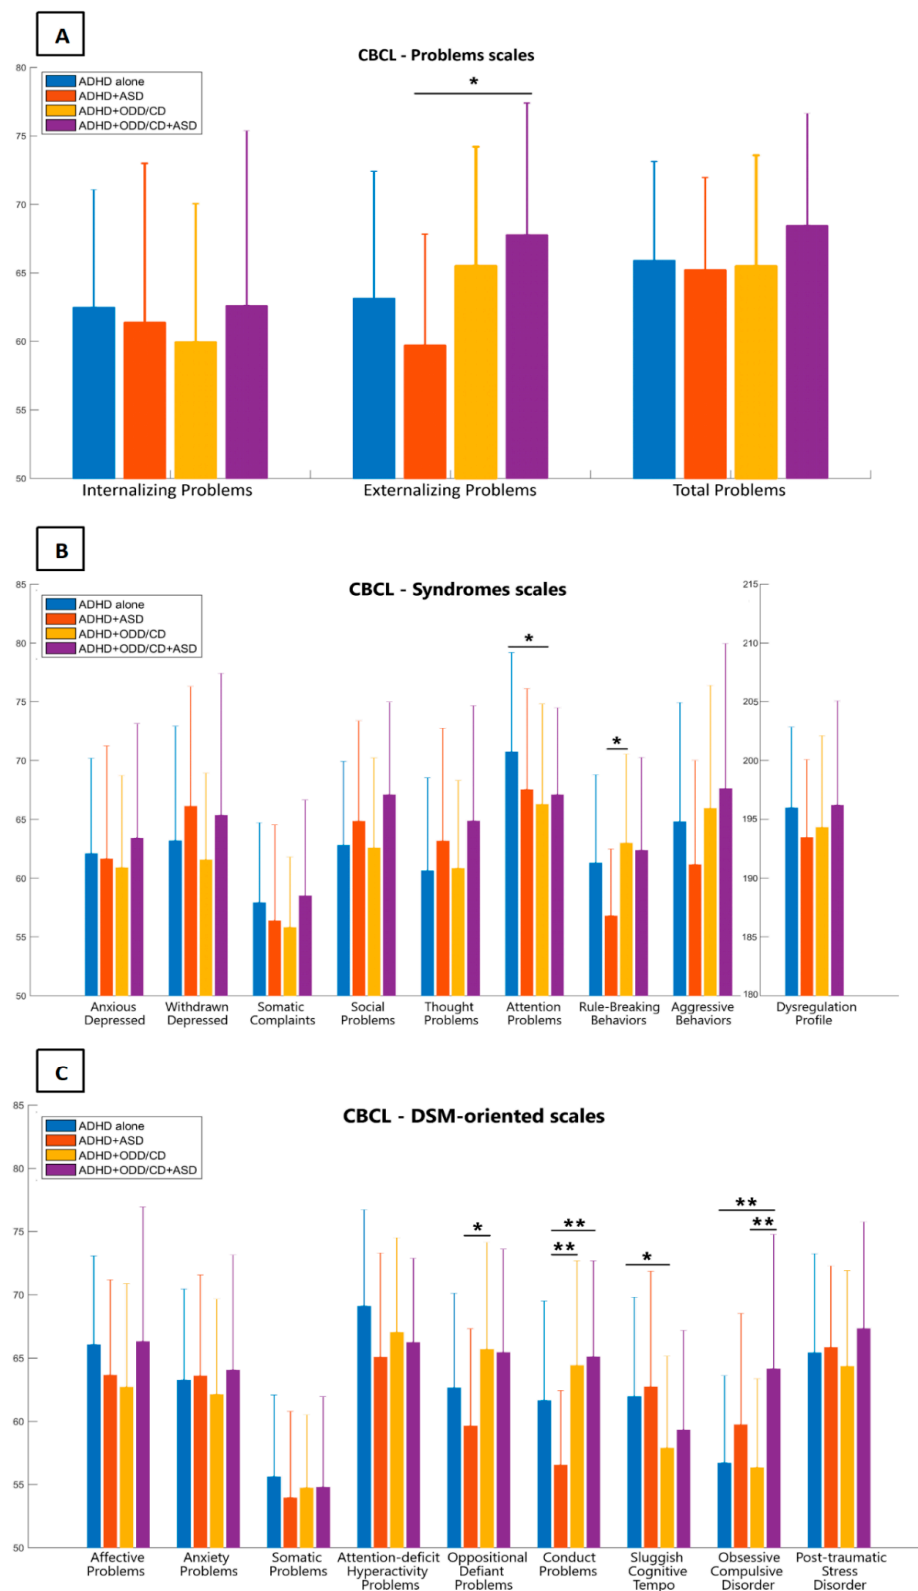 A
CBCL - Problems scales
80
75
70
65
60
55
50
ADHD alone
ADHD+ASD
ADHD+ODD/CD
ADHD+ODD/CD+ASD
*
Internalizing Problems
Externalizing Problems
Total Problems
B
CBCL - Syndromes scales
85
80
75
70
65
60
55
50
ADHD alone
ADHD+ASD
ADHD+ODD/CD
ADHD+ODD/CD+ASD
*
*
215
210
205
200
195
190
185
180
Anxious
Depressed
Withdrawn
Depressed
Somatic
Complaints
Social
Problems
Thought
Problems
Attention
Problems
Rule-Breaking
Behaviors
Aggressive
Behaviors
Dysregulation
Profile
C
CBCL - DSM-oriented scales
85
80
75
70
65
60
55
50
ADHD alone
ADHD+ASD
ADHD+ODD/CD
ADHD+ODD/CD+ASD
*
**
**
*
**
**
Affective
Problems
Anxiety
Problems
Somatic
Problems
Attention-deficit
Hyperactivity
Problems
Oppositional
Defiant
Problems
Conduct
Problems
Sluggish
Cognitive
Tempo
Obsessive
Compulsive
Disorder
Post-traumatic
Stress
Disorder